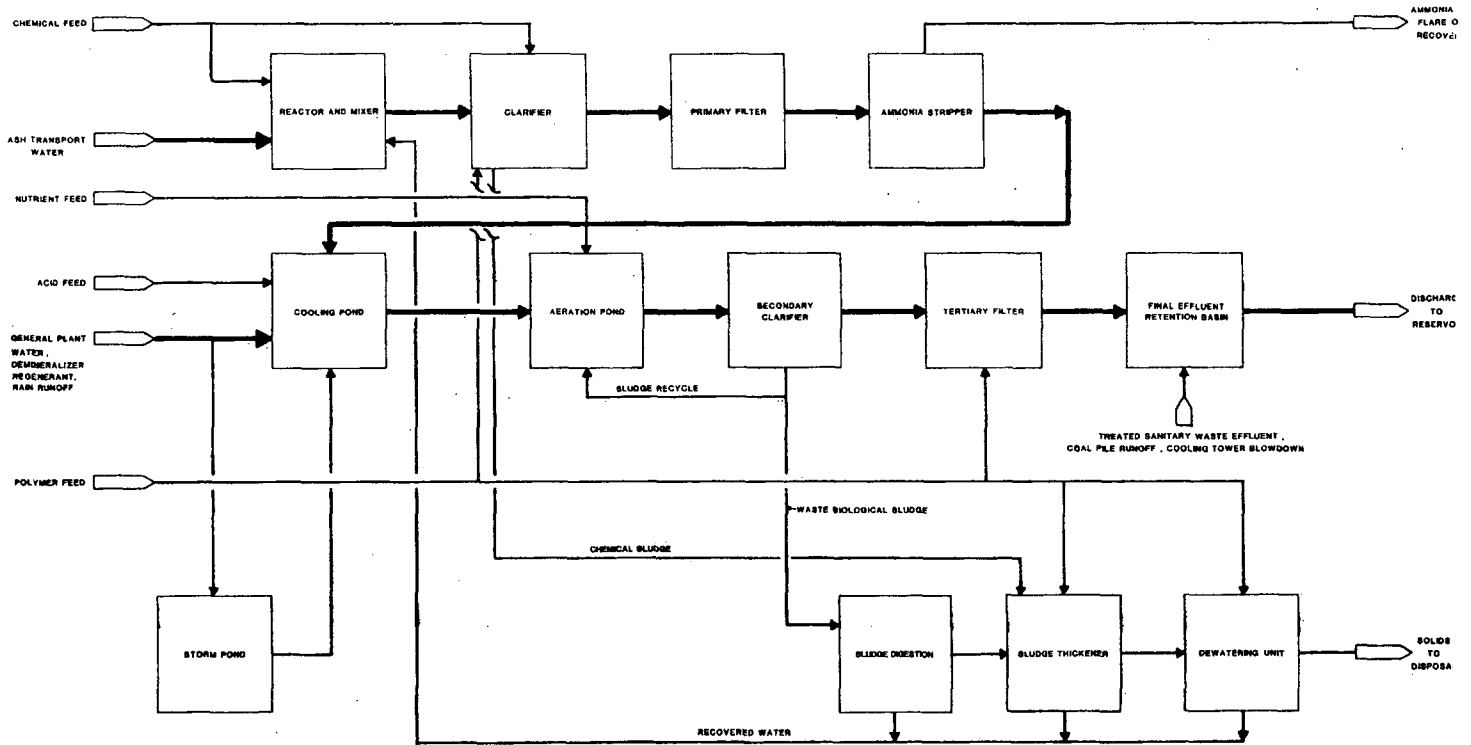 CHEMICAL FEED
AMMONIA
FLARE O
RECOVE
REACTOR AND MIXER
CLARIFIER
PRIMARY FILTER
AMMONIA STRIPPER
ASH TRANSPORT
WATER
NUTRIENT FEED
ACID FEED
COOLING POND
AERATION POND
SECONDARY
CLARIFIER
TERTIARY FILTER
FINAL EFFLUENT
RETENTION BASIN
DISCHARG
TO
RESERVO
GENERAL PLANT
WATER,
DEMINERALIZER
REGENERANT,
RAIN RUNOFF
SLUDGE RECYCLE
TREATED SANITARY WASTE EFFLUENT,
COAL PILE RUNOFF, COOLING TOWER BLOWDOWN
POLYMER FEED
WASTE BIOLOGICAL SLUDGE
CHEMICAL SLUDGE
STORM POND
SLUDGE DIGESTION
SLUDGE THICKENER
DEWATERING UNIT
SOLIDS
TO
DISPOSA
RECOVERED WATER